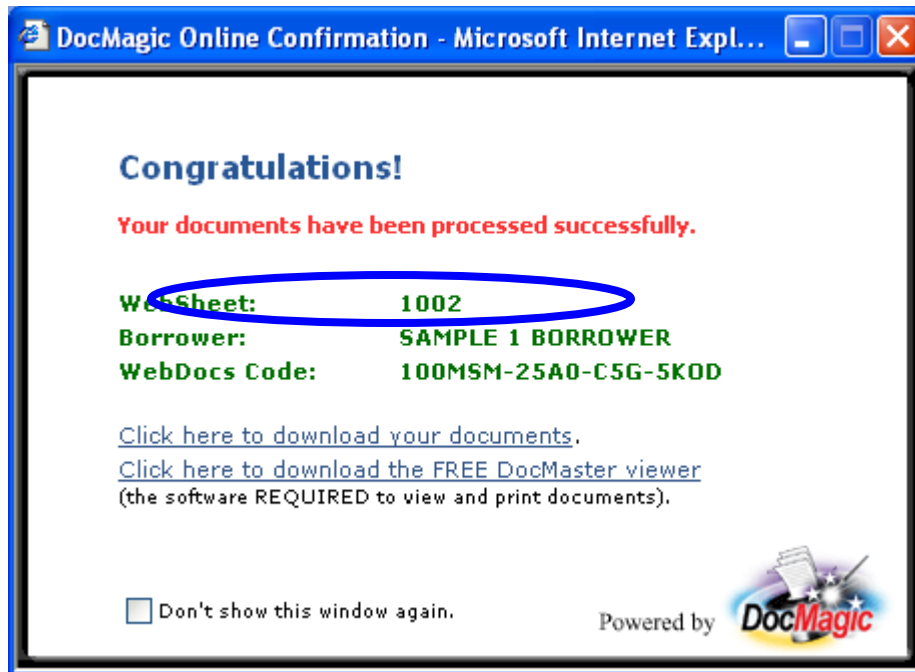 DocMagic Online Confirmation - Microsoft Internet Expl...
Congratulations!
Your documents have been processed successfully.
WebSheet: 1002
Borrower: SAMPLE 1 BORROWER
WebDocs Code: 100MSM-25A0-C5G-5KOD
Click here to download your documents.
Click here to download the FREE DocMaster viewer
(the software REQUIRED to view and print documents).
Don't show this window again.
Powered by DocMagic